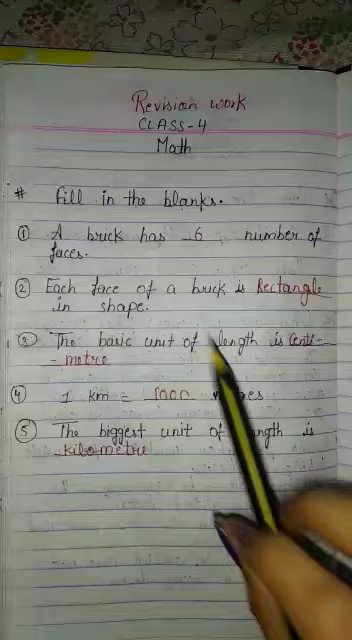 Revision work
CLASS-4
Math
# Fill in the blanks.
① A brick has 6 number of
faces.
② Each face of a brick is Rectangle
in shape.
③ The basic unit of length is Centi-
- metre
④ 1 km = 1000
⑤ The biggest unit of length is
kilometre